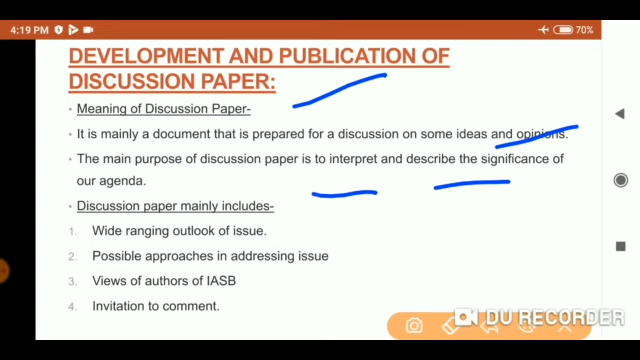 4:19 PM
70%
DEVELOPMENT AND PUBLICATION OF
DISCUSSION PAPER:
• Meaning of Discussion Paper-
• It is mainly a document that is prepared for a discussion on some ideas and opinions.
• The main purpose of discussion paper is to interpret and describe the significance of
our agenda.
• Discussion paper mainly includes-
1. Wide ranging outlook of issue.
2. Possible approaches in addressing issue
3. Views of authors of IASB
4. Invitation to comment.
DU RECORDER